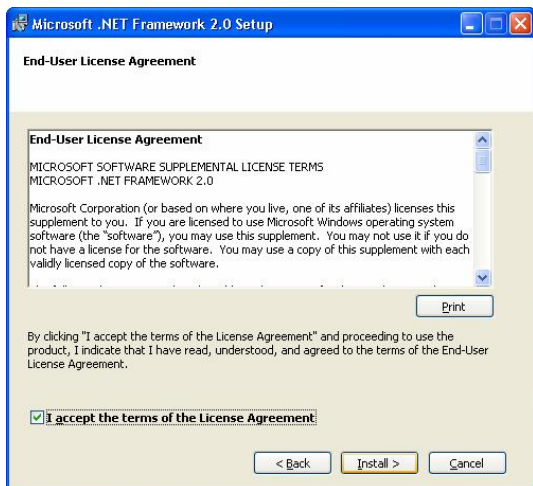 Microsoft .NET Framework 2.0 Setup
End-User License Agreement
End-User License Agreement
MICROSOFT SOFTWARE SUPPLEMENTAL LICENSE TERMS
MICROSOFT .NET FRAMEWORK 2.0
Microsoft Corporation (or based on where you live, one of its affiliates) licenses this
supplement to you. If you are licensed to use Microsoft Windows operating system
software (the "software"), you may use this supplement. You may not use it if you do
not have a license for the software. You may use a copy of this supplement with each
validly licensed copy of the software.
Print
By clicking "I accept the terms of the License Agreement" and proceeding to use the
product, I indicate that I have read, understood, and agreed to the terms of the End-User
License Agreement.
I accept the terms of the License Agreement
< Back Install > Cancel